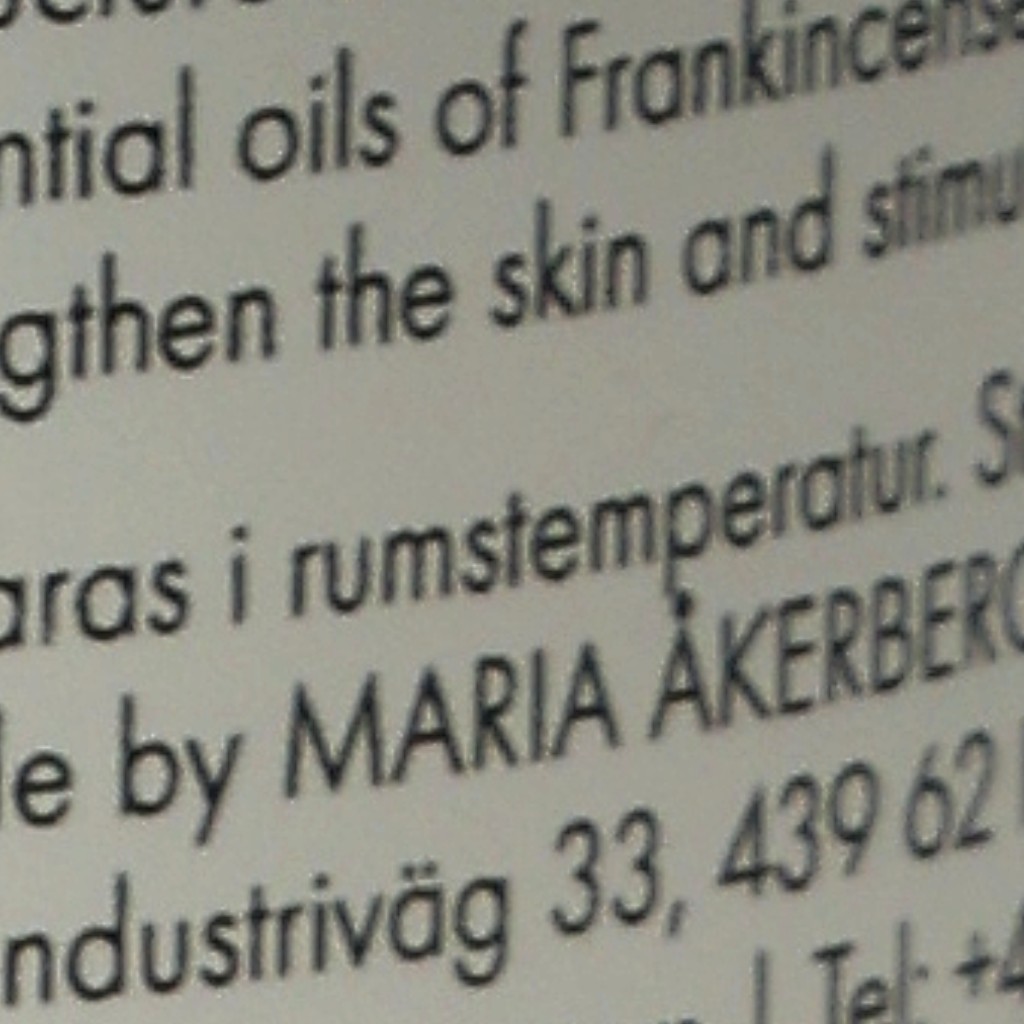 ntial oils of Frankincense
gthen the skin and stimu
aras i rumstemperatur. S
le by MARIA ÅKERBERG
ndustriväg 33, 439 62
| Tel: +4